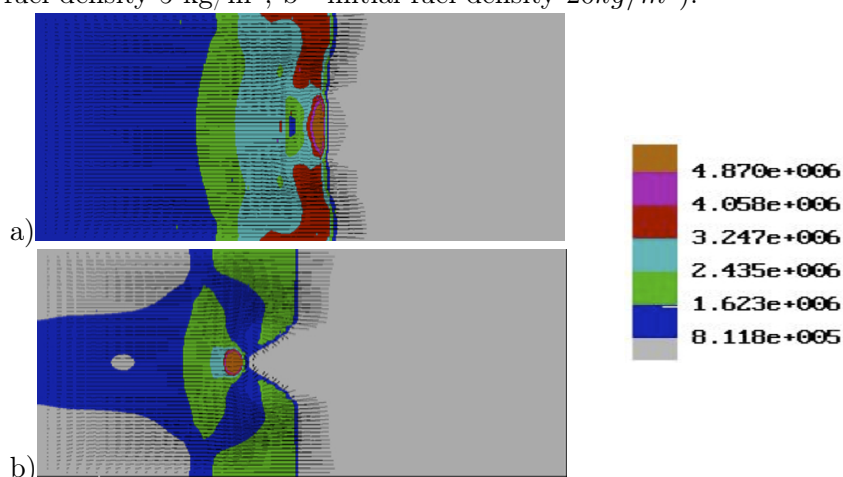 fuel density 5 kg/m³, b – initial fuel density 20kg/m³).
a)
4.870e+006
4.058e+006
3.247e+006
2.435e+006
1.623e+006
8.118e+005
b)